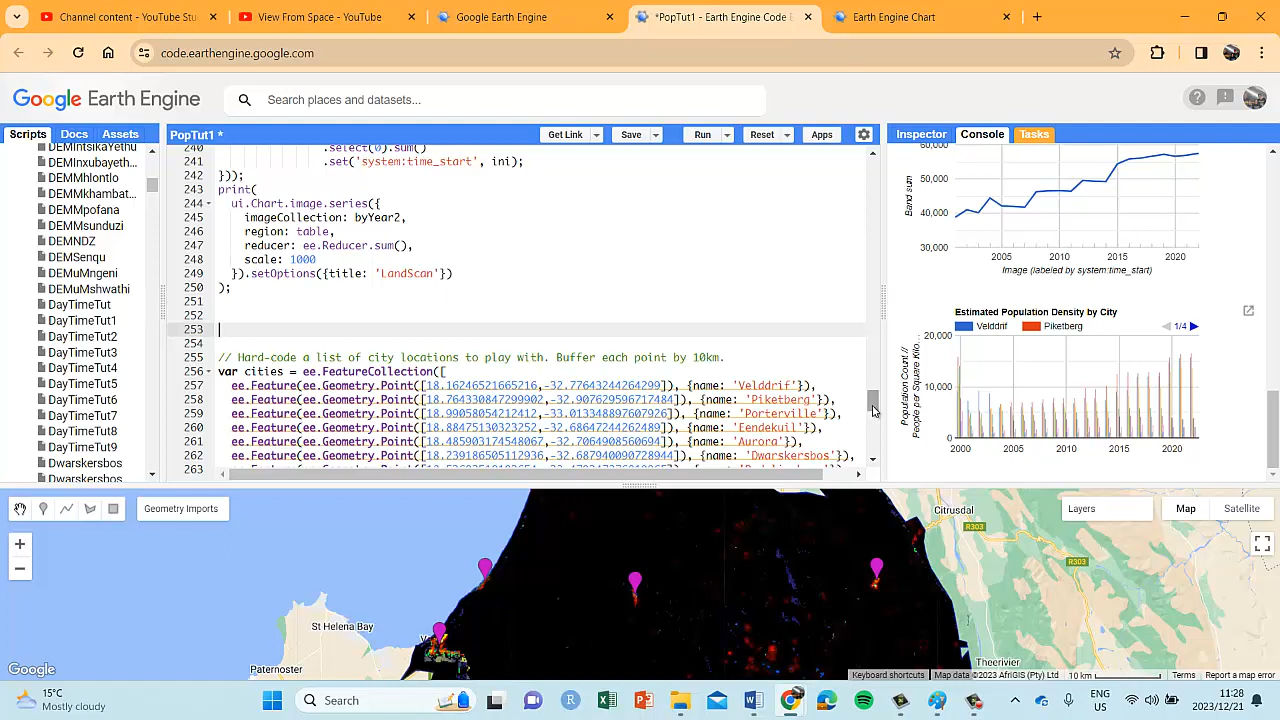 Channel content - YouTube Stu
View From Space - YouTube
Google Earth Engine
*PopTut1 - Earth Engine Code E
Earth Engine Chart
code.earthengine.google.com
Google Earth Engine
Search places and datasets...
Scripts
Docs
Assets
PopTut1 *
Get Link
Save
Run
Reset
Apps
Inspector
Console
Tasks
DEMIntsikaYethu
DEMInxubayeth...
DEMMhlontlo
DEMMkhambat...
DEMMpofana
DEMMsunduzi
DEMNDZ
DEMSenqu
DEMuMngeni
DEMuMshwathi
DayTimeTut
DayTimeTut1
DayTimeTut2
DayTimeTut3
DayTimeTut4
DayTimeTut5
DayTimeTut6
DayTimeTut7
DayTimeTut8
DayTimeTut9
Dwarskersbos
Dwarskersbos
240 .select(0).sum()
241 .set('system:time_start', ini);
242 }));
243 print(
244 ui.Chart.image.series({
245 imageCollection: byYear2,
246 region: table,
247 reducer: ee.Reducer.sum(),
248 scale: 1000
249 }).setOptions({title: 'LandScan'})
250 );
251
252
253
254
255 // Hard-code a list of city locations to play with. Buffer each point by 10km.
256 var cities = ee.FeatureCollection([
257 ee.Feature(ee.Geometry.Point([18.16246521665216,-32.77643244264299]), {name: 'Velddrif'}),
258 ee.Feature(ee.Geometry.Point([18.764330847299902,-32.907629596717484]), {name: 'Piketberg'}),
259 ee.Feature(ee.Geometry.Point([18.99058054212412,-33.013348897607926]), {name: 'Porterville'}),
260 ee.Feature(ee.Geometry.Point([18.88475130323252,-32.68647244262489]), {name: 'Eendekuil'}),
261 ee.Feature(ee.Geometry.Point([18.485903174548067,-32.7064908560694]), {name: 'Aurora'}),
262 ee.Feature(ee.Geometry.Point([18.239186505112936,-32.687940090728944]), {name: 'Dwarskersbos'}),
263
60,000
50,000
40,000
30,000
Band sum
2005
2010
2015
2020
Image (labeled by system:time_start)
Estimated Population Density by City
Velddrif
Piketberg
1/4
20,000
10,000
0
Population Count //
People per Square Kilo...
2000
2005
2010
2015
2020
Geometry Imports
Layers
Map
Satellite
Citrusdal
R303
R303
R303
St Helena Bay
Paternoster
Theerivier
Google
Keyboard shortcuts
Map data ©2023 AfriGIS (Pty) Ltd
10 km
Terms
Report a map error
15°C
Mostly cloudy
Search
ENG
US
11:28
2023/12/21